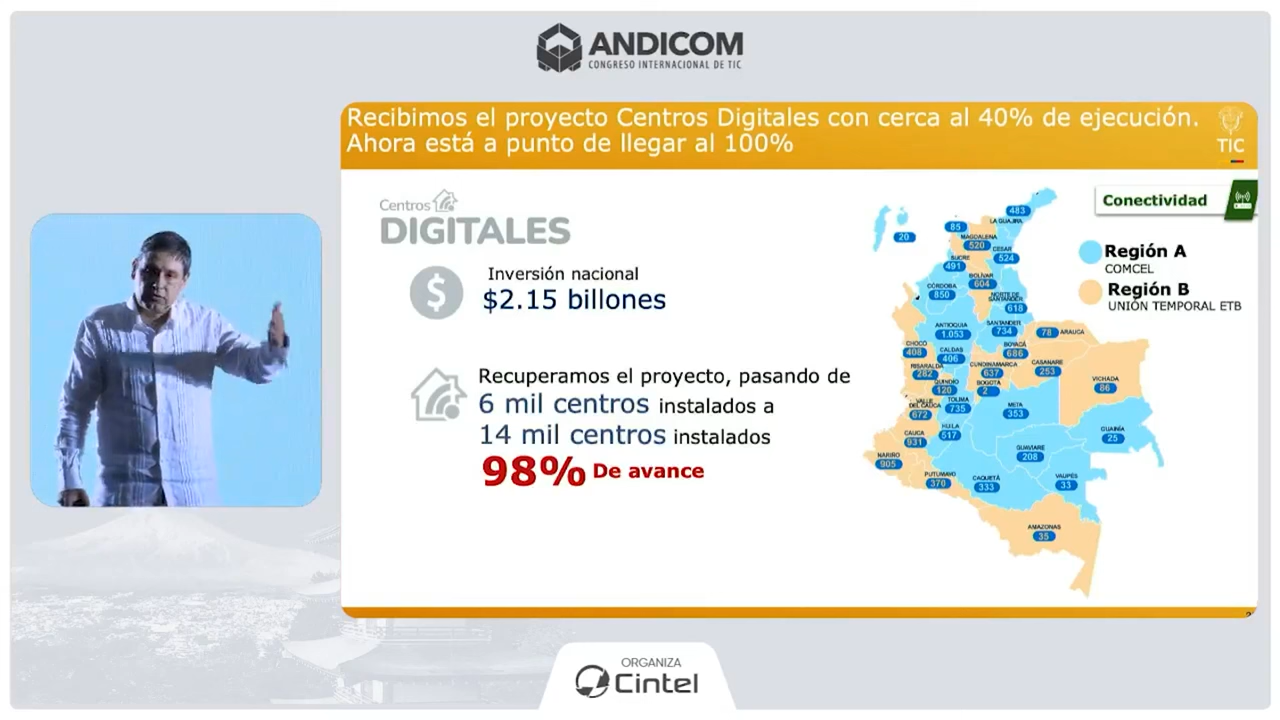 ANDICOM
CONGRESO INTERNACIONAL DE TIC
Recibimos el proyecto Centros Digitales con cerca al 40% de ejecución.
Ahora está a punto de llegar al 100%
TIC
Centros
DIGITALES
$
Inversión nacional
$2.15 billones
Recuperamos el proyecto, pasando de
6 mil centros instalados a
14 mil centros instalados
98% De avance
Conectividad
Región A
COMCEL
Región B
UNIÓN TEMPORAL ETB
20
483
LA GUAJIRA
85
MAGDALENA
520
CESAR
524
SUCRE
491
BOLÍVAR
604
CÓRDOBA
850
NORTE DE
SANTANDER
618
ANTIOQUIA
1.053
SANTANDER
734
78 ARAUCA
CHOCÓ
408
CALDAS
406
BOYACÁ
686
RISARALDA
282
CUNDINAMARCA
637
CASANARE
253
VICHADA
86
QUINDIO
120
BOGOTA
2
VALLE
DEL CAUCA
672
TOLIMA
735
META
353
CAUCA
931
HUILA
517
GUAINÍA
25
NARIÑO
905
GUAVIARE
208
PUTUMAYO
370
CAQUETÁ
333
VAUPÉS
33
AMAZONAS
35
ORGANIZA
Cintel